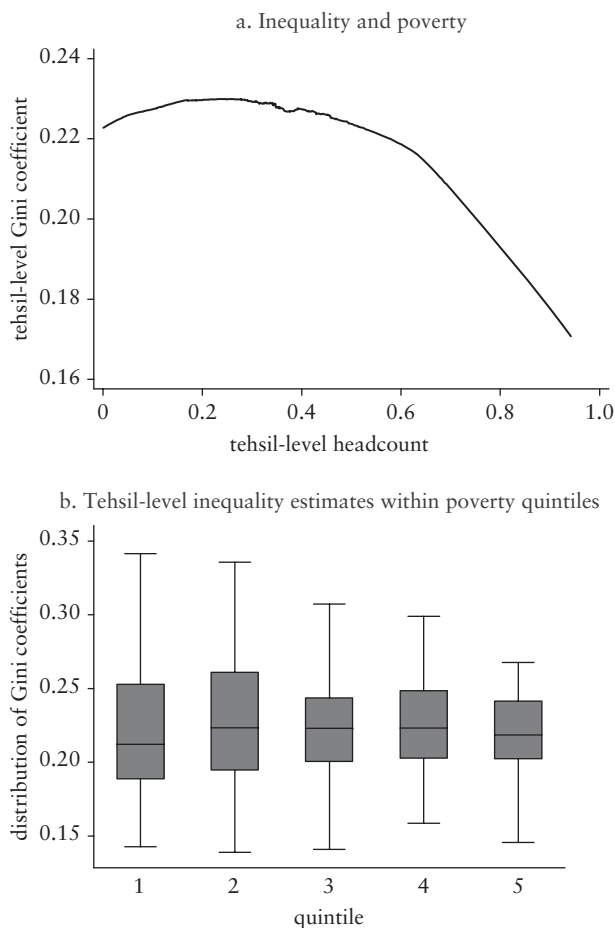 a. Inequality and poverty
tehsil-level Gini coefficient
0.24
0.22
0.20
0.18
0.16
0 0.2 0.4 0.6 0.8 1.0
tehsil-level headcount
b. Tehsil-level inequality estimates within poverty quintiles
distribution of Gini coefficients
0.35
0.30
0.25
0.20
0.15
1 2 3 4 5
quintile